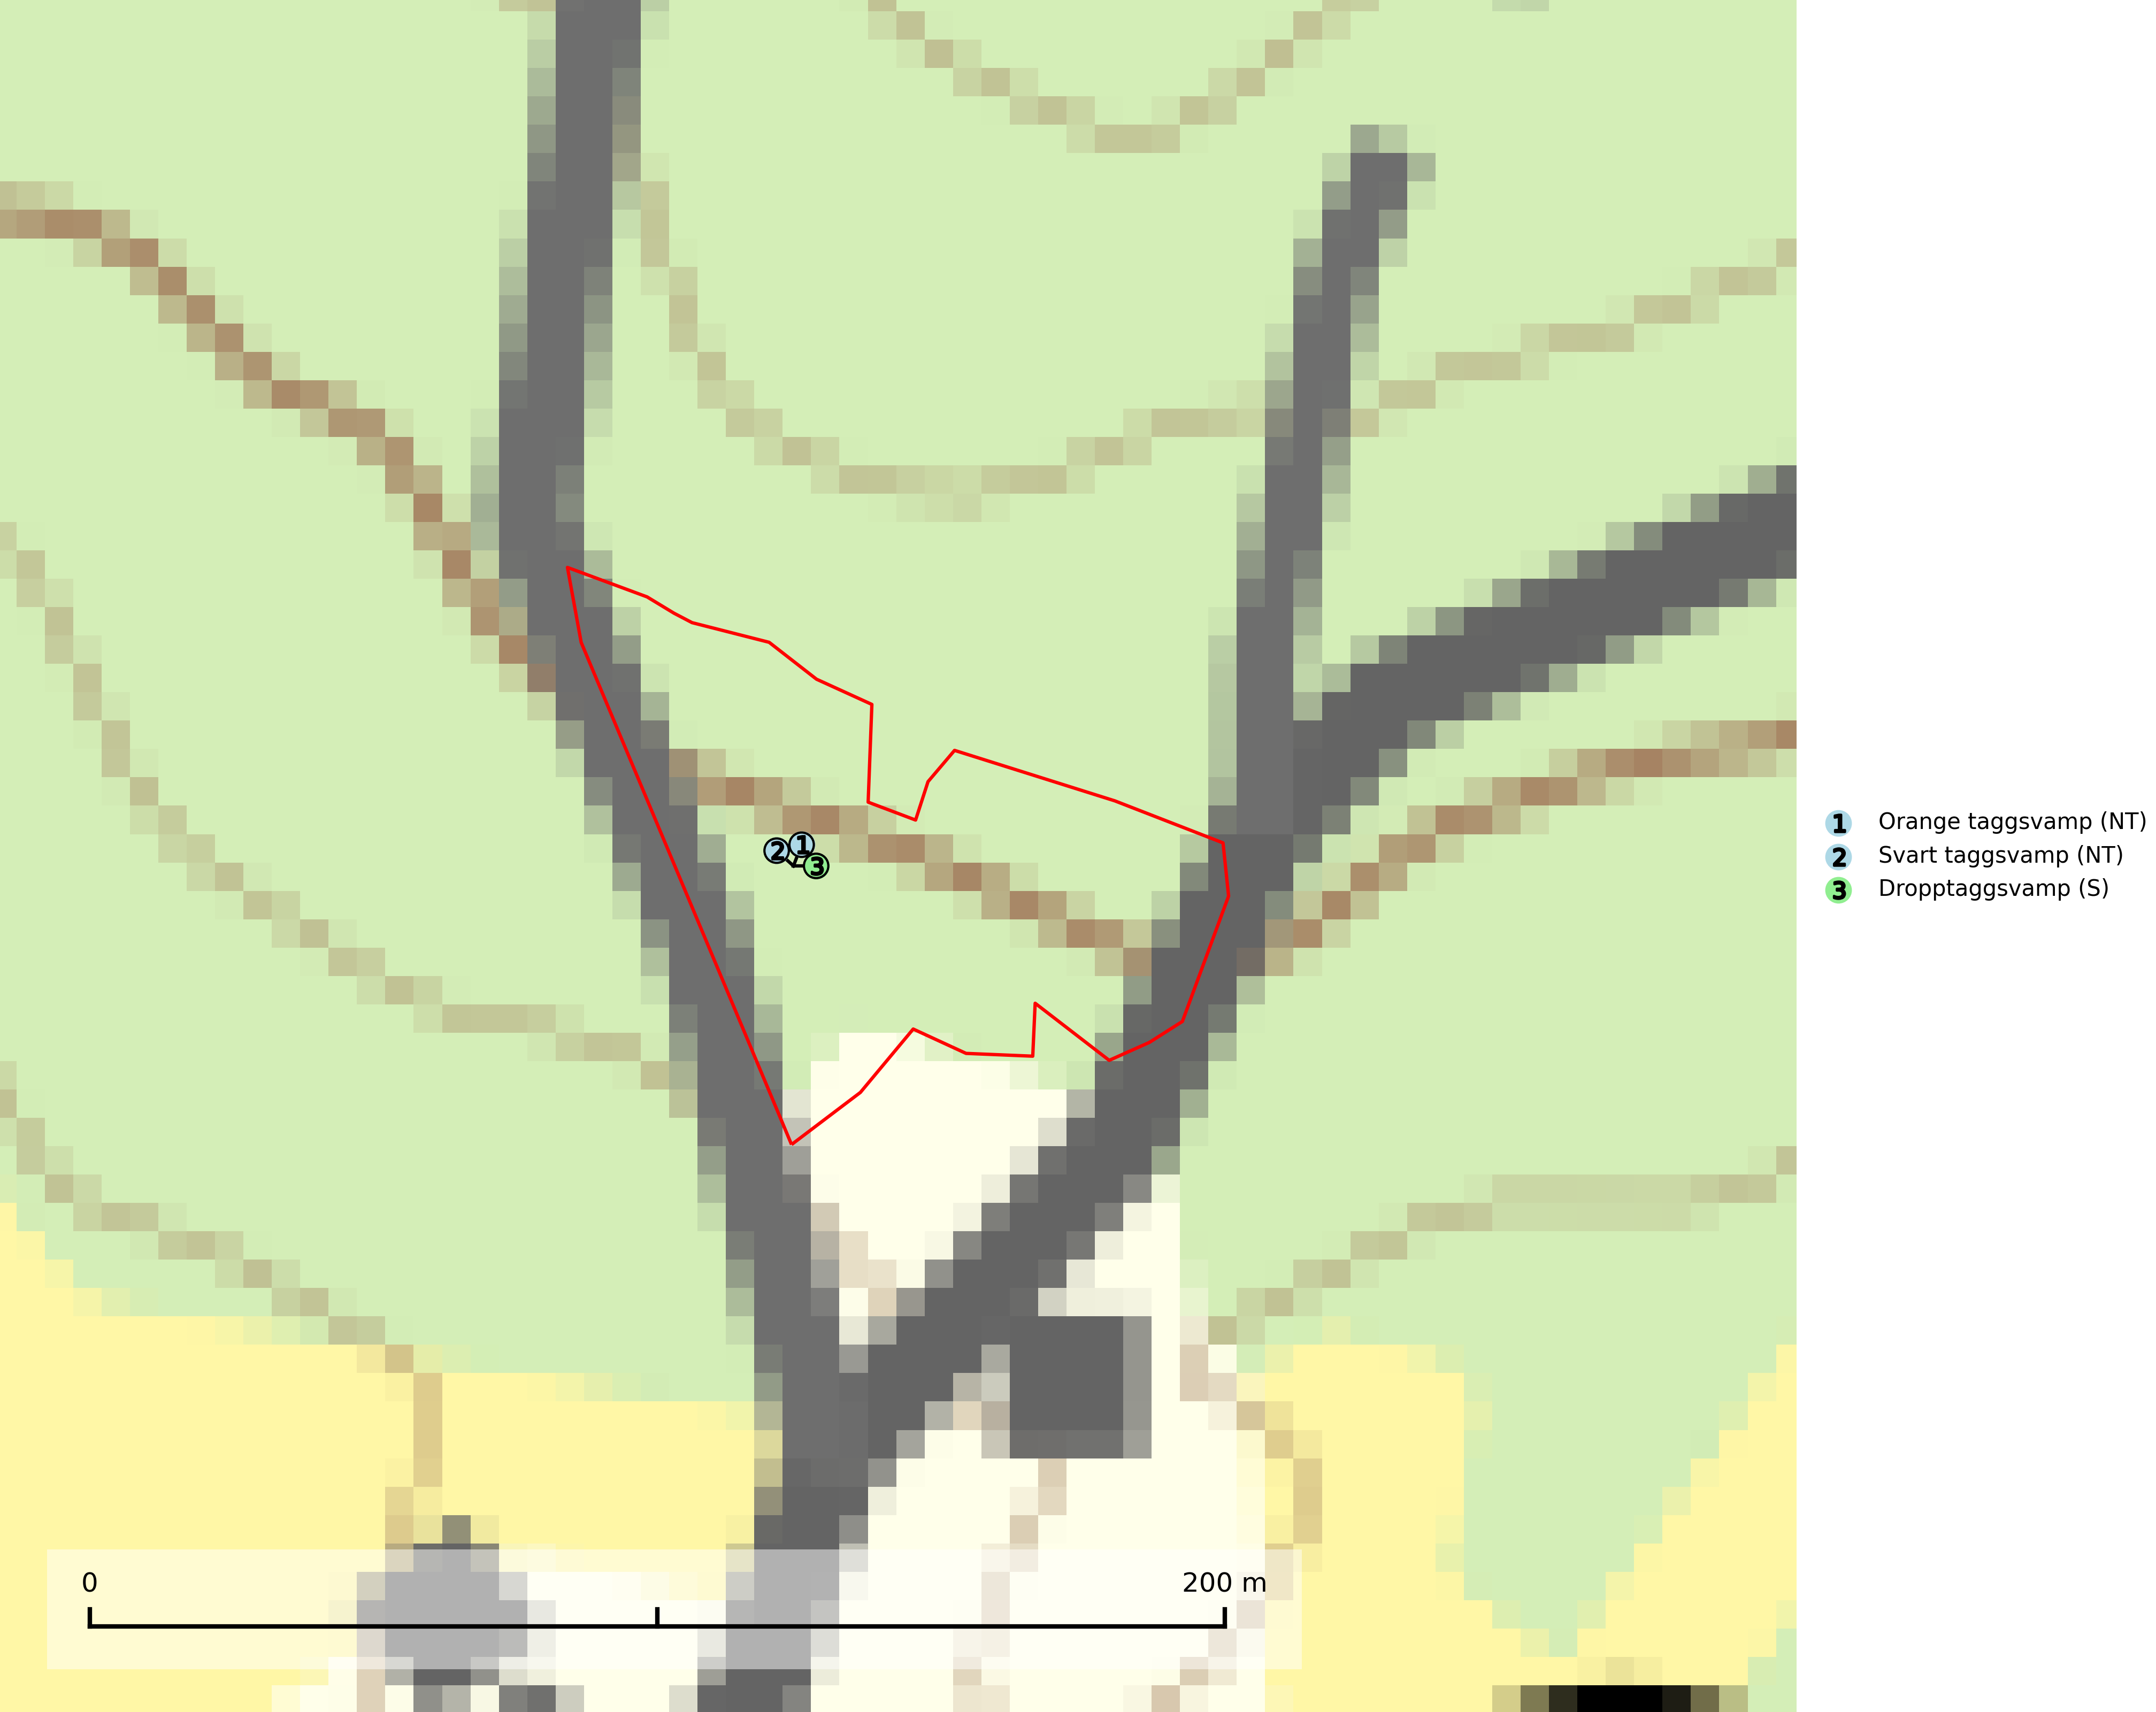 1 Orange taggsvamp (NT)
2 Svart taggsvamp (NT)
3 Dropptaggsvamp (S)
2 1
3
0 200 m